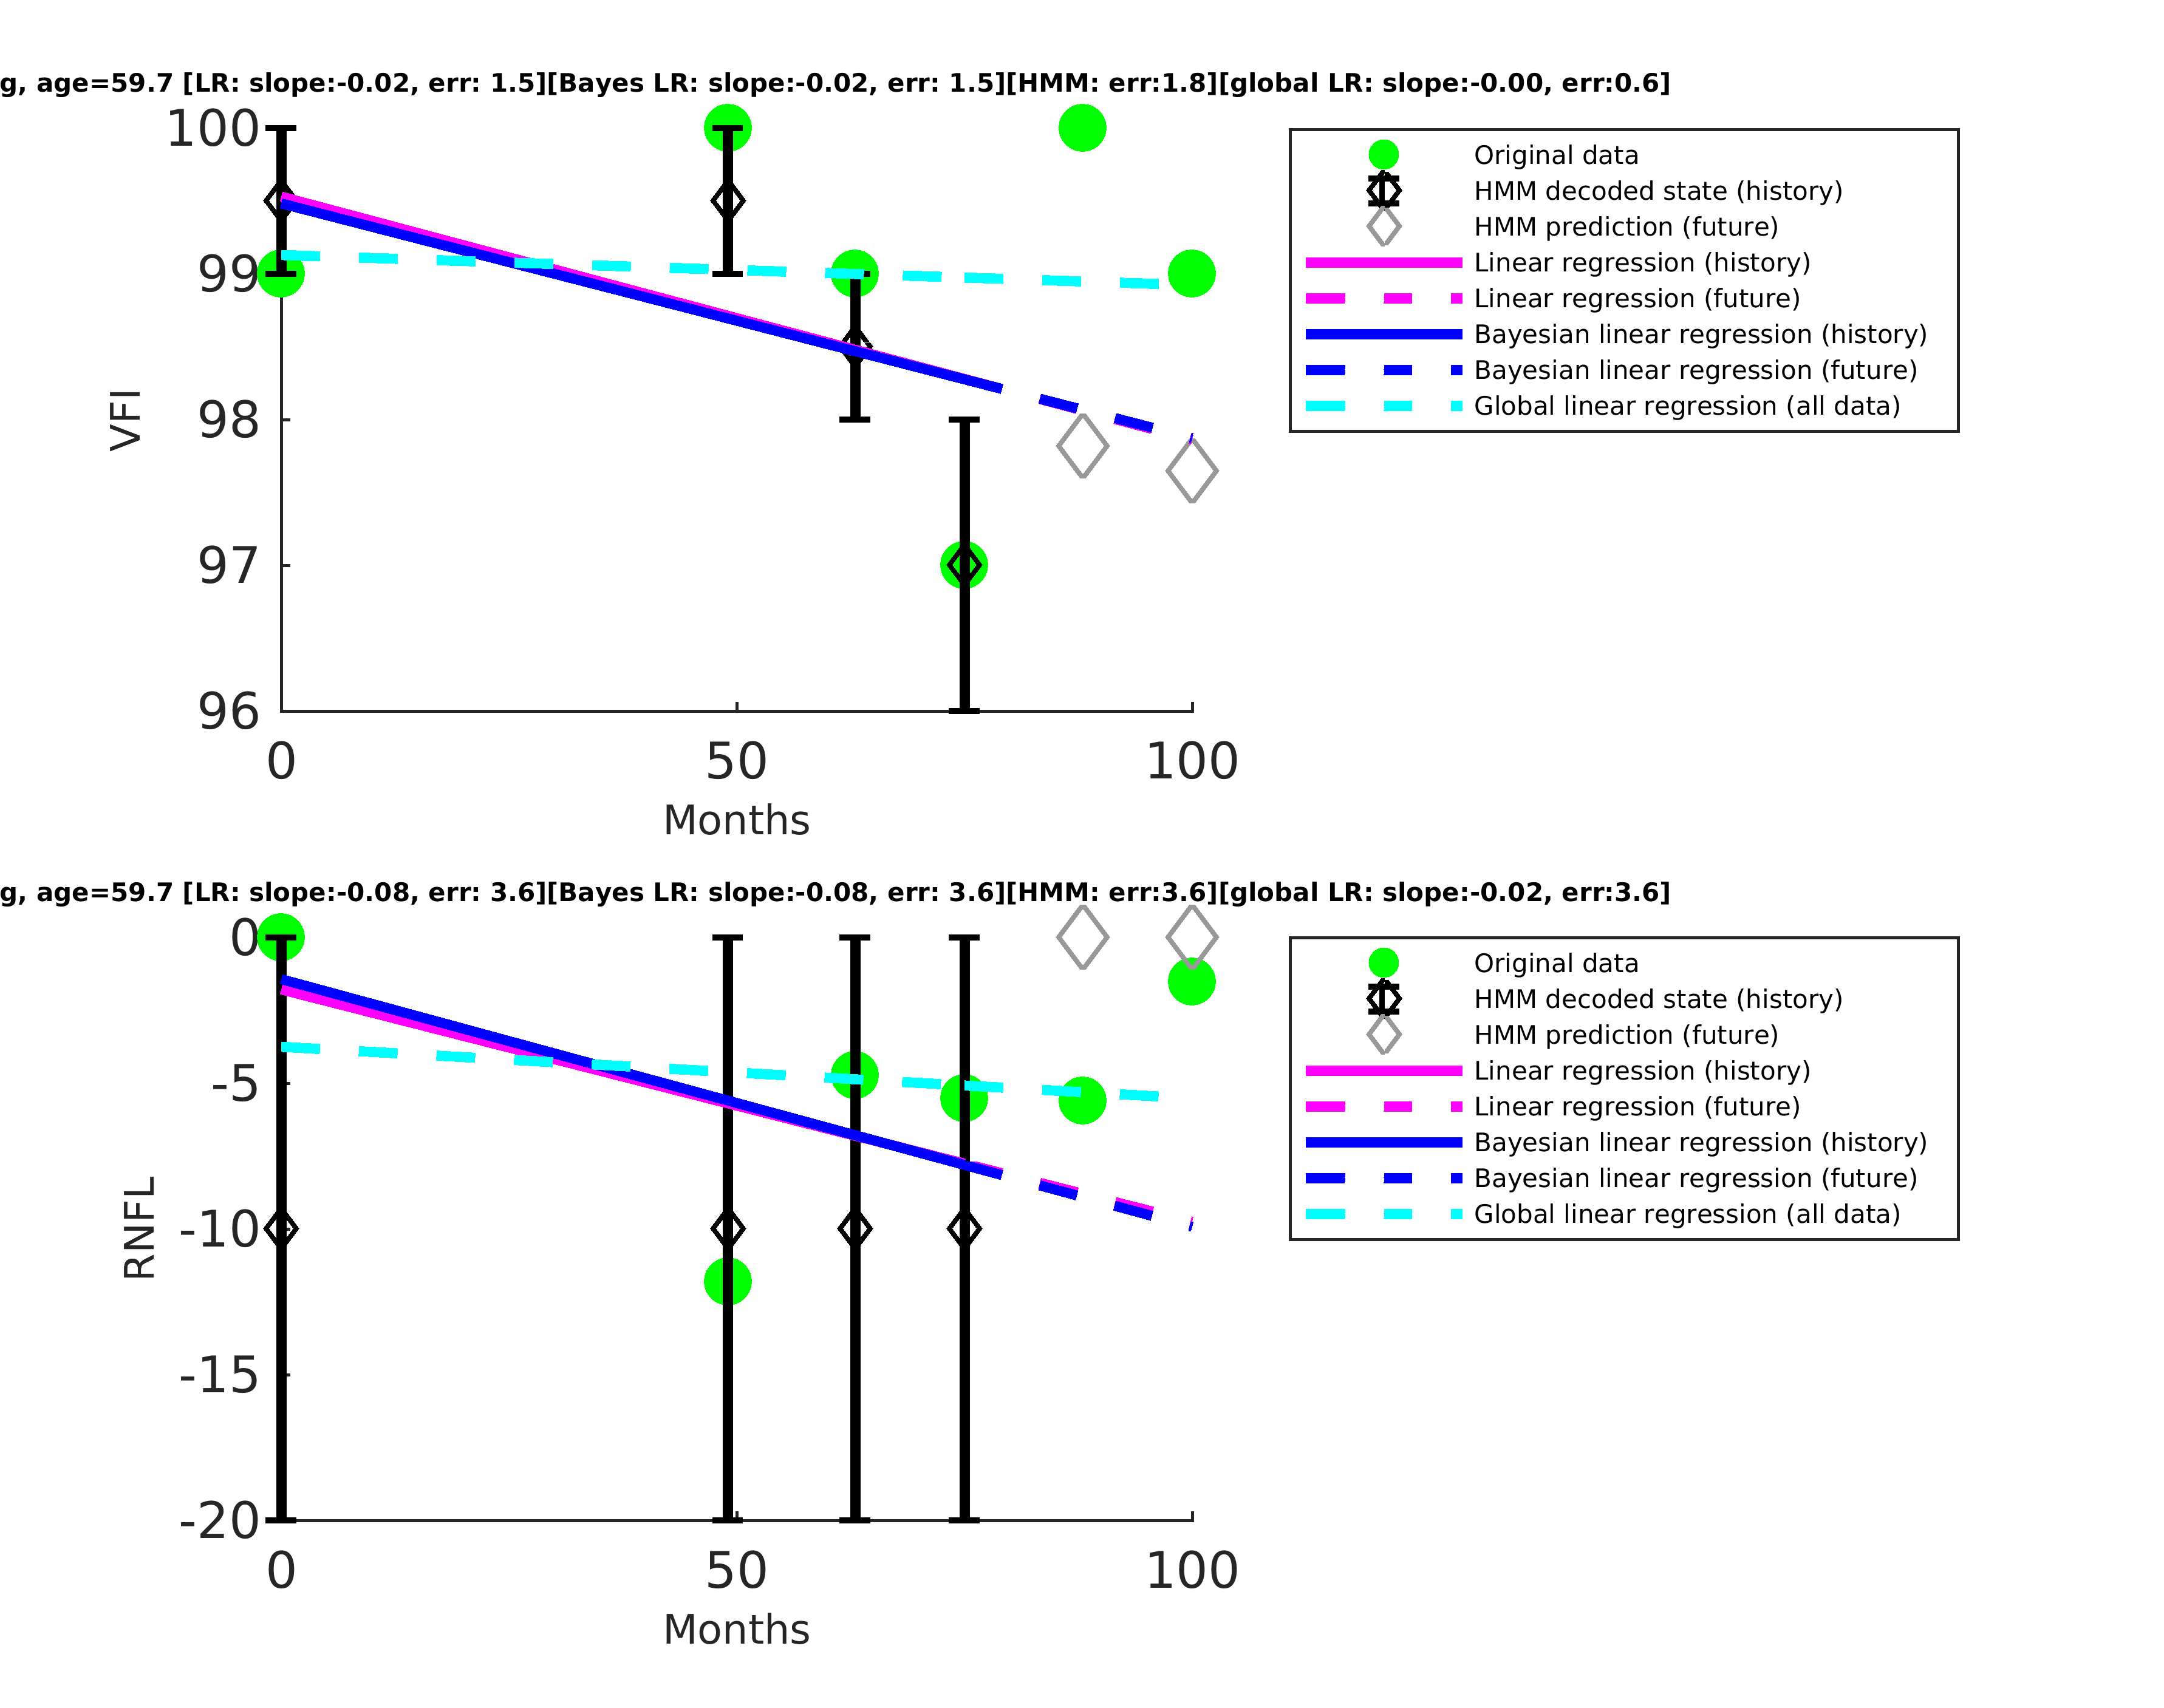 g, age=59.7 [LR: slope:-0.02, err: 1.5][Bayes LR: slope:-0.02, err: 1.5][HMM: err:1.8][global LR: slope:-0.00, err:0.6]
100
99
98
97
96
VFI
0 50 100
Months
Original data
HMM decoded state (history)
HMM prediction (future)
Linear regression (history)
Linear regression (future)
Bayesian linear regression (history)
Bayesian linear regression (future)
Global linear regression (all data)
g, age=59.7 [LR: slope:-0.08, err: 3.6][Bayes LR: slope:-0.08, err: 3.6][HMM: err:3.6][global LR: slope:-0.02, err:3.6]
0
-5
-10
-15
-20
RNFL
0 50 100
Months
Original data
HMM decoded state (history)
HMM prediction (future)
Linear regression (history)
Linear regression (future)
Bayesian linear regression (history)
Bayesian linear regression (future)
Global linear regression (all data)